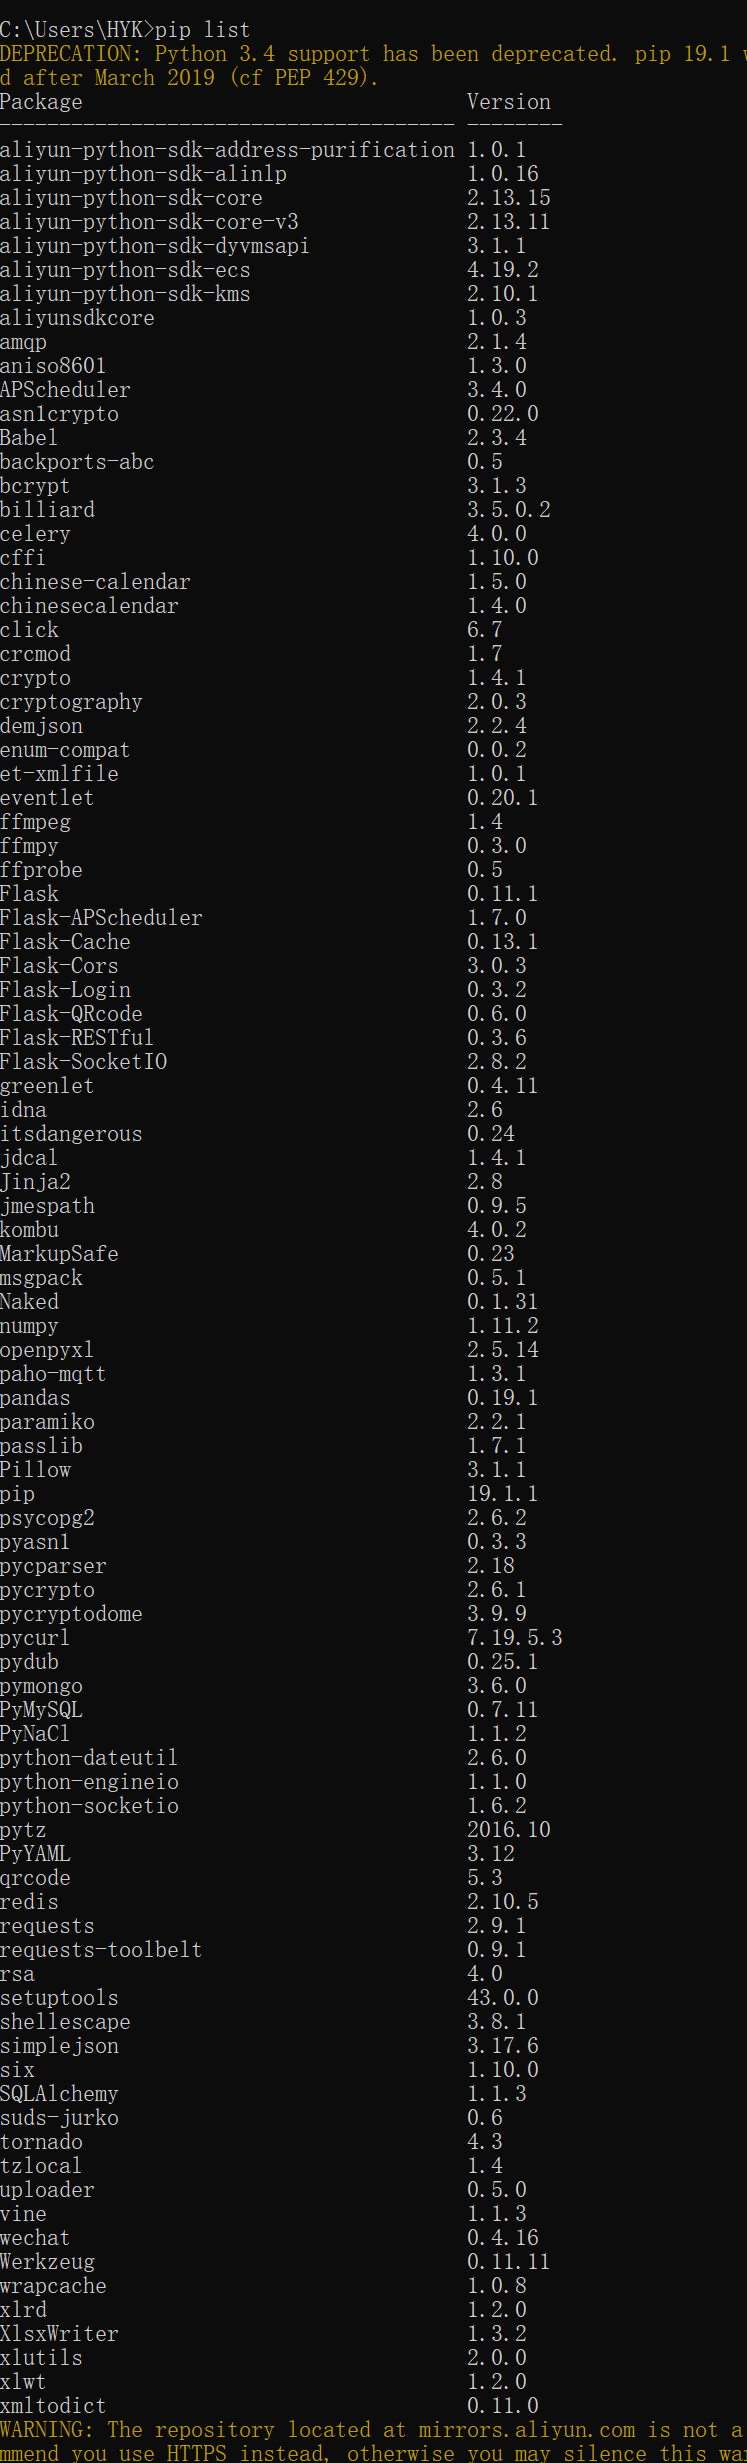 C:\Users\HYK>pip list
DEPRECATION: Python 3.4 support has been deprecated. pip 19.1
d after March 2019 (cf PEP 429).
Package Version
-------------------------------------- --------
aliyun-python-sdk-address-purification 1.0.1
aliyun-python-sdk-alinlp 1.0.16
aliyun-python-sdk-core 2.13.15
aliyun-python-sdk-core-v3 2.13.11
aliyun-python-sdk-dyvmsapi 3.1.1
aliyun-python-sdk-ecs 4.19.2
aliyun-python-sdk-kms 2.10.1
aliyunsdkcore 1.0.3
amqp 2.1.4
aniso8601 1.3.0
APScheduler 3.4.0
asn1crypto 0.22.0
Babel 2.3.4
backports-abc 0.5
bcrypt 3.1.3
billiard 3.5.0.2
celery 4.0.0
cffi 1.10.0
chinese-calendar 1.5.0
chinesecalendar 1.4.0
click 6.7
crcmod 1.7
crypto 1.4.1
cryptography 2.0.3
demjson 2.2.4
enum-compat 0.0.2
et-xmlfile 1.0.1
eventlet 0.20.1
ffmpeg 1.4
ffmpy 0.3.0
ffprobe 0.5
Flask 0.11.1
Flask-APScheduler 1.7.0
Flask-Cache 0.13.1
Flask-Cors 3.0.3
Flask-Login 0.3.2
Flask-QRcode 0.6.0
Flask-RESTful 0.3.6
Flask-SocketIO 2.8.2
greenlet 0.4.11
idna 2.6
itsdangerous 0.24
jdcal 1.4.1
Jinja2 2.8
jmespath 0.9.5
kombu 4.0.2
MarkupSafe 0.23
msgpack 0.5.1
Naked 0.1.31
numpy 1.11.2
openpyxl 2.5.14
paho-mqtt 1.3.1
pandas 0.19.1
paramiko 2.2.1
passlib 1.7.1
Pillow 3.1.1
pip 19.1.1
psycopg2 2.6.2
pyasn1 0.3.3
pycparser 2.18
pycrypto 2.6.1
pycryptodome 3.9.9
pycurl 7.19.5.3
pydub 0.25.1
pymongo 3.6.0
PyMySQL 0.7.11
PyNaCl 1.1.2
python-dateutil 2.6.0
python-engineio 1.1.0
python-socketio 1.6.2
pytz 2016.10
PyYAML 3.12
qrcode 5.3
redis 2.10.5
requests 2.9.1
requests-toolbelt 0.9.1
rsa 4.0
setuptools 43.0.0
shellescape 3.8.1
simplejson 3.17.6
six 1.10.0
SQLAlchemy 1.1.3
suds-jurko 0.6
tornado 4.3
tzlocal 1.4
uploader 0.5.0
vine 1.1.3
wechat 0.4.16
Werkzeug 0.11.11
wrapcache 1.0.8
xlrd 1.2.0
XlsxWriter 1.3.2
xlutils 2.0.0
xlwt 1.2.0
xmltodict 0.11.0
WARNING: The repository located at mirrors.aliyun.com is not a
mmend you use HTTPS instead, otherwise you may silence this wa